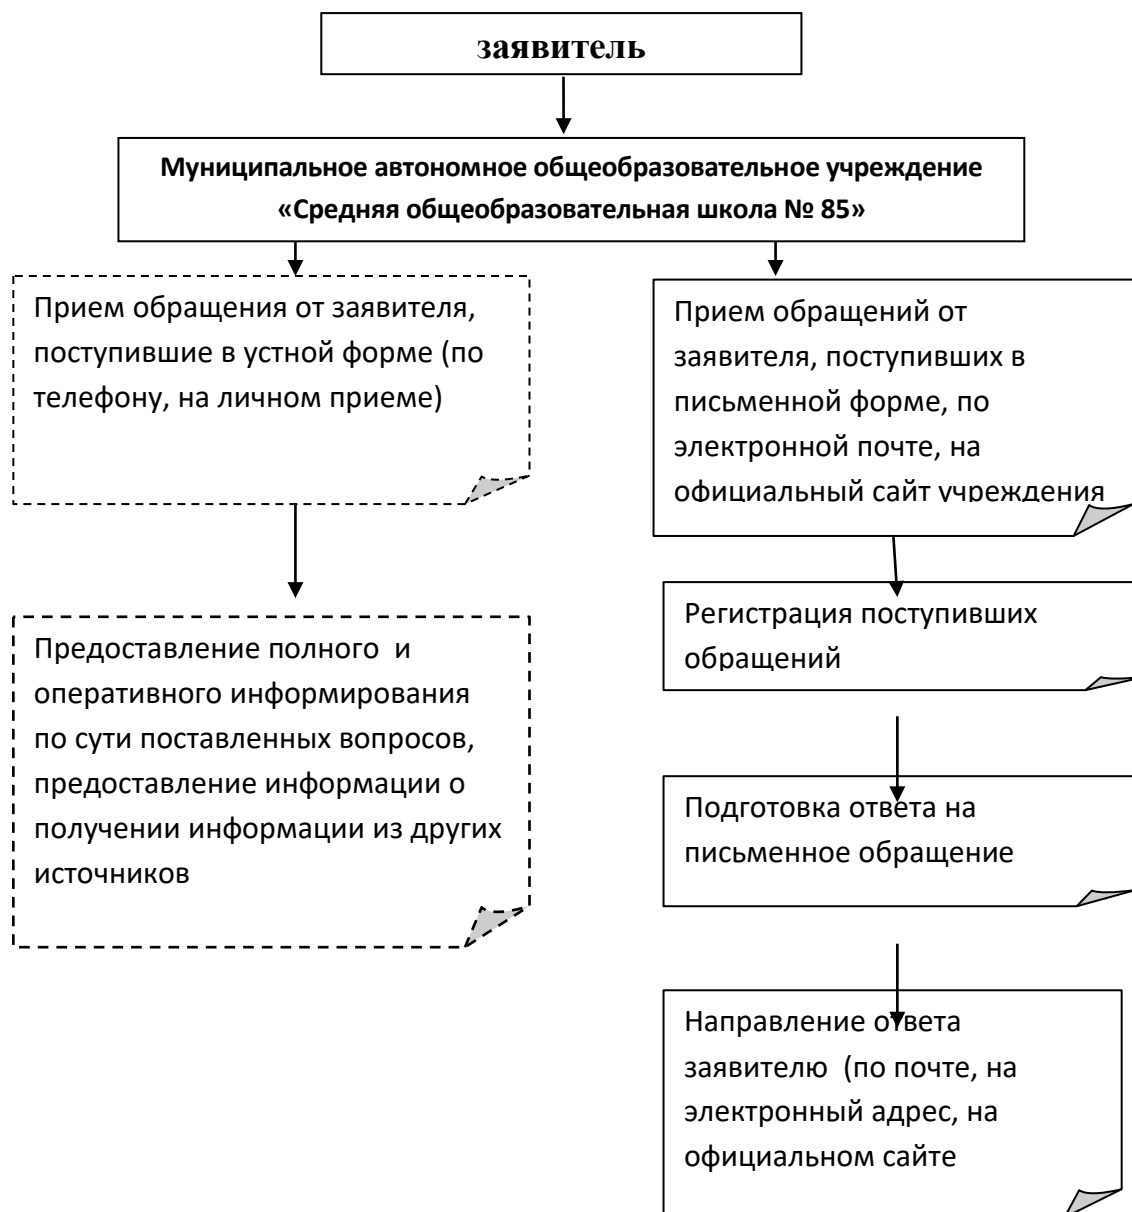 заявитель
Муниципальное автономное общеобразовательное учреждение
«Средняя общеобразовательная школа № 85»
Прием обращения от заявителя,
поступившие в устной форме (по
телефону, на личном приеме)
Прием обращений от
заявителя, поступивших в
письменной форме, по
электронной почте, на
официальный сайт учреждения
Предоставление полного  и
оперативного информирования
по сути поставленных вопросов,
предоставление информации о
получении информации из других
источников
Регистрация поступивших
обращений
Подготовка ответа на
письменное обращение
Направление ответа
заявителю  (по почте, на
электронный адрес, на
официальном сайте